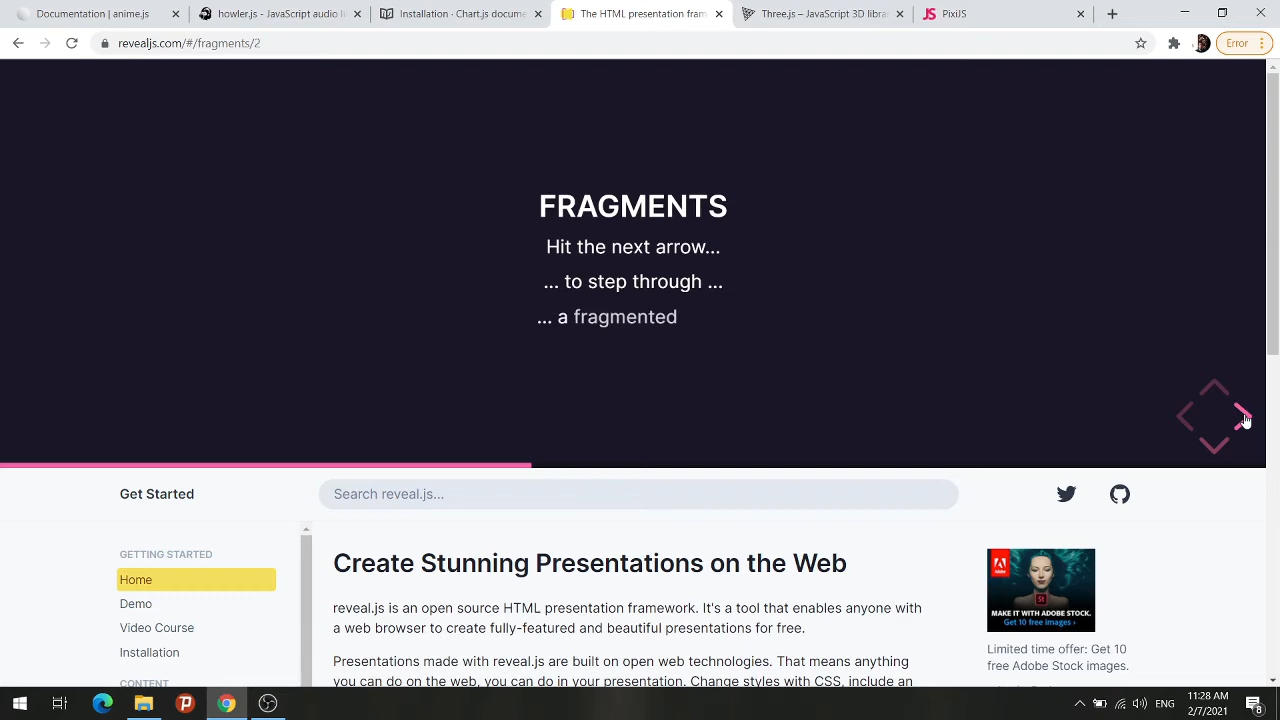 Documentation | anime.j
howler.js - JavaScript audio li
Installation · Chart.js docume
The HTML presentation fram
Three.js – JavaScript 3D librar
JS PixiJS
revealjs.com/#/fragments/2
Error
FRAGMENTS
Hit the next arrow...
... to step through ...
... a fragmented
Get Started
Search reveal.js...
GETTING STARTED
Home
Demo
Video Course
Installation
CONTENT
Create Stunning Presentations on the Web
reveal.js is an open source HTML presentation framework. It's a tool that enables anyone with
a web browser to create fully-featured and beautiful presentations for free.
Presentations made with reveal.js are built on open web technologies. That means anything
you can do on the web, you can do in your presentation. Change styles with CSS, include an
St
MAKE IT WITH ADOBE STOCK.
Get 10 free images ›
Limited time offer: Get 10
free Adobe Stock images.
ENG
11:28 AM
2/7/2021
8